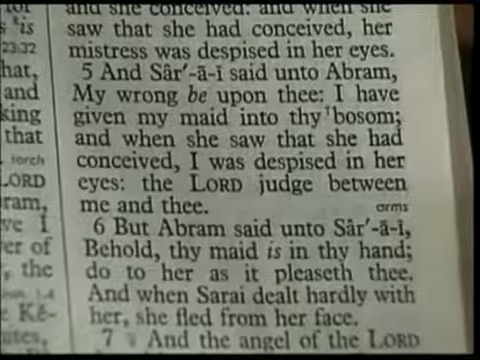 and she conceived: and when she
saw that she had conceived, her
mistress was despised in her eyes.
5 And Sâr′-ā-ī said unto Abram,
My wrong be upon thee: I have
given my maid into thy bosom;
and when she saw that she had
conceived, I was despised in her
eyes: the LORD judge between
me and thee.
arms
6 But Abram said unto Sâr′-ā-ī,
Behold, thy maid is in thy hand;
do to her as it pleaseth thee.
And when Sarai dealt hardly with
her, she fled from her face.
7 And the angel of the LORD
for
is
23:32
hat,
and
king
that
torch
LORD
ram,
ve I
er of
, the
Kē-
ites,